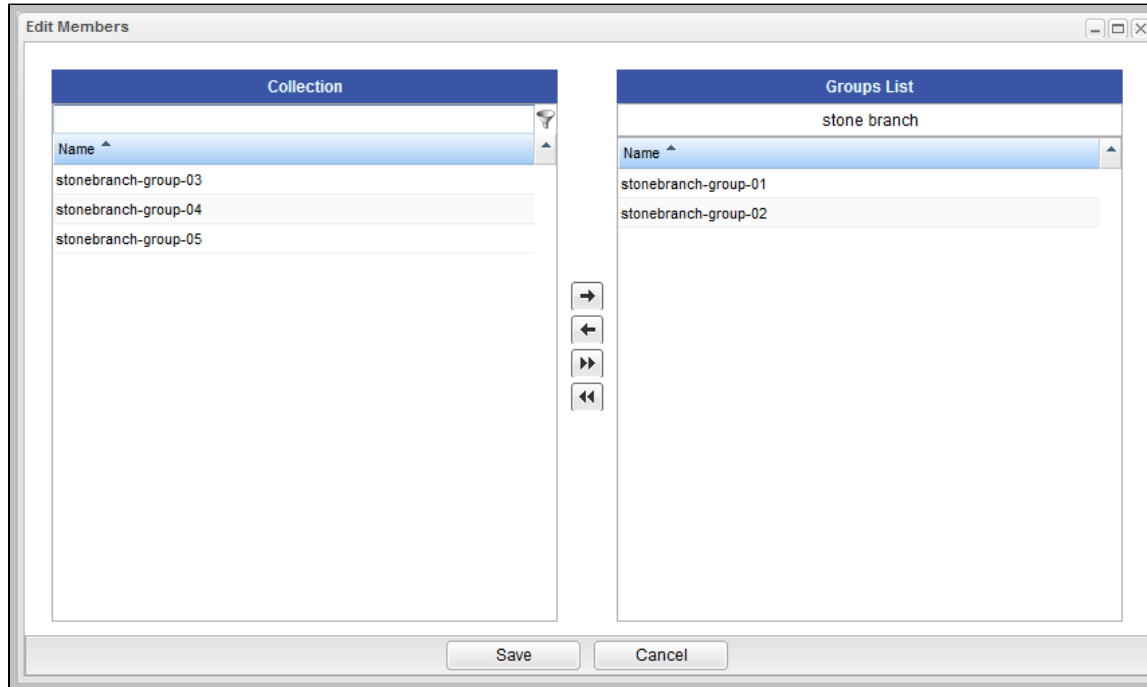 Edit Members
Collection
Name
stonebranch-group-03
stonebranch-group-04
stonebranch-group-05
Groups List
stone branch
Name
stonebranch-group-01
stonebranch-group-02
Save
Cancel